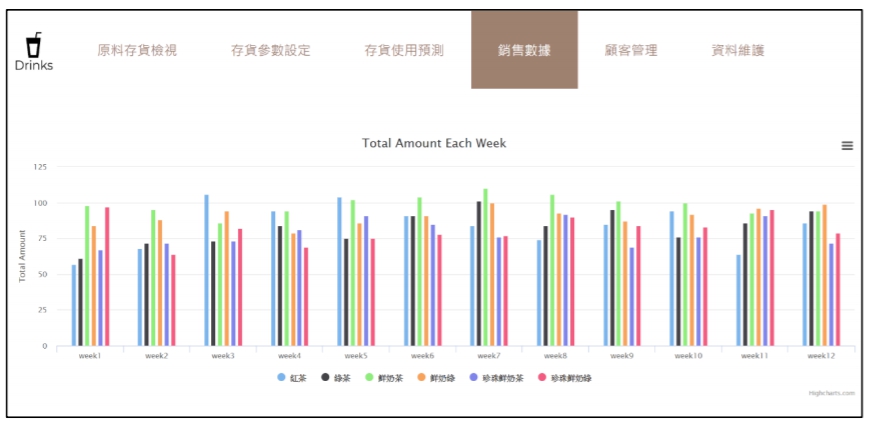 Drinks
原料存貨檢視 存貨參數設定 存貨使用預測 銷售數據 顧客管理 資料維護
Total Amount Each Week
Total Amount
125
100
75
50
25
0
week1 week2 week3 week4 week5 week6 week7 week8 week9 week10 week11 week12
紅茶 綠茶 鮮奶茶 鮮奶綠 珍珠鮮奶茶 珍珠鮮奶綠
Highcharts.com